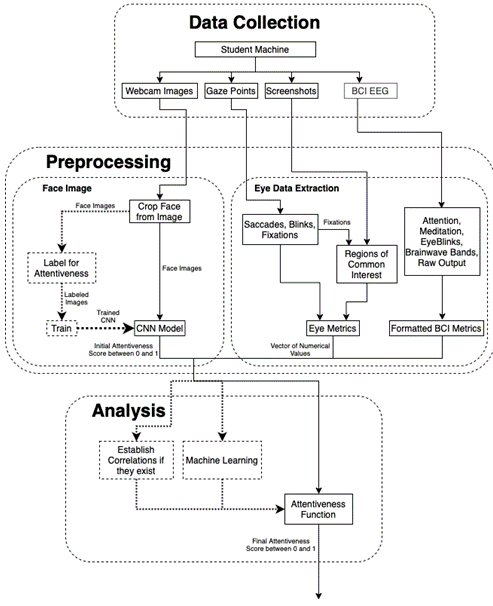 Data Collection
Student Machine
Webcam Images
Gaze Points
Screenshots
BCI EEG
Preprocessing
Face Image
Eye Data Extraction
Face Images
Crop Face
from Image
Saccades, Blinks,
Fixations
Fixations
Attention,
Meditation,
EyeBlinks,
Brainwave Bands,
Raw Output
Label for
Attentiveness
Face Images
Regions of
Common
Interest
Labeled
Images
Trained
CNN
Train
CNN Model
Eye Metrics
Formatted BCI Metrics
Initial Attentiveness
Score between 0 and 1
Vector of Numerical
Values
Analysis
Establish
Correlations if
they exist
Machine Learning
Attentiveness
Function
Final Attentiveness
Score between 0 and 1